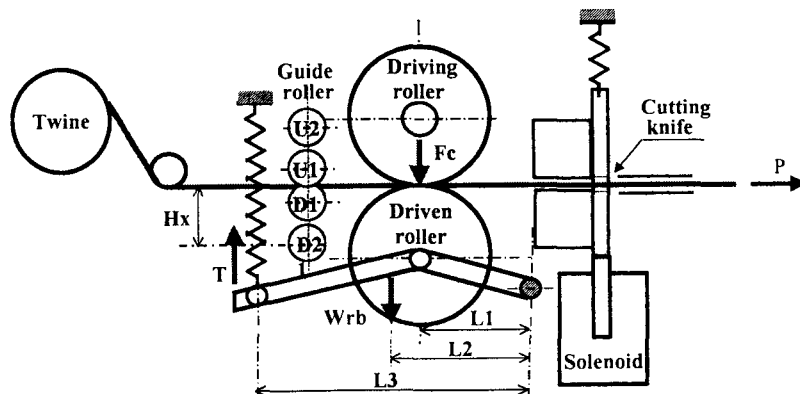 Twine
Guide
roller
U2
U1
D1
D2
Driving
roller
Fc
Driven
roller
Cutting
knife
P
Hx
T
Wrb
L1
L2
L3
Solenoid